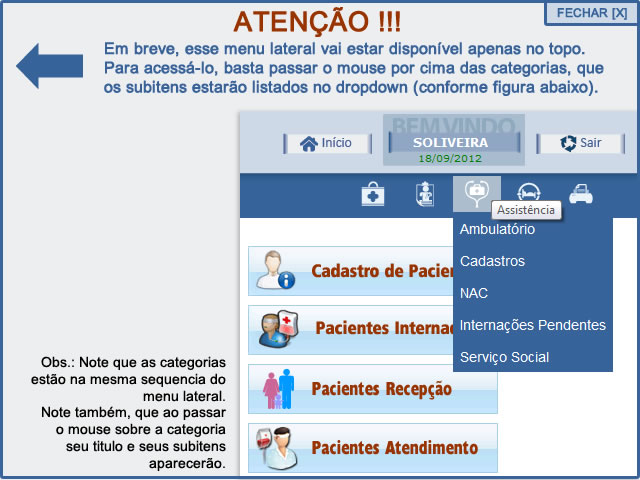 FECHAR [X]
ATENÇÃO !!!
Em breve, esse menu lateral vai estar disponível apenas no topo.
Para acessá-lo, basta passar o mouse por cima das categorias, que
os subitens estarão listados no dropdown (conforme figura abaixo).
BEM VINDO
Início
SOLIVEIRA
Sair
18/09/2012
Assistência
Ambulatório
Cadastros
NAC
Internações Pendentes
Serviço Social
Cadastro de Pacien
Pacientes Interna
Pacientes Recepção
Pacientes Atendimento
Obs.: Note que as categorias
estão na mesma sequencia do
menu lateral.
Note também, que ao passar
o mouse sobre a categoria
seu titulo e seus subitens
aparecerão.